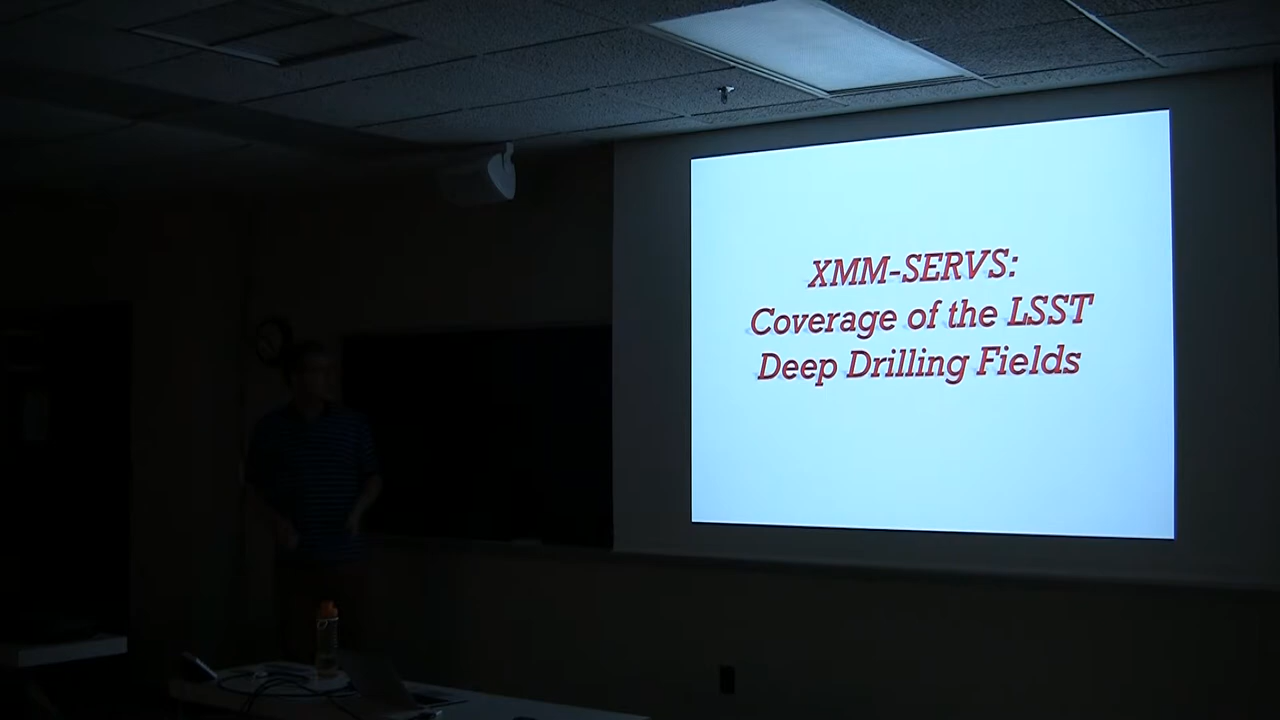 XMM-SERVS:
Coverage of the LSST
Deep Drilling Fields